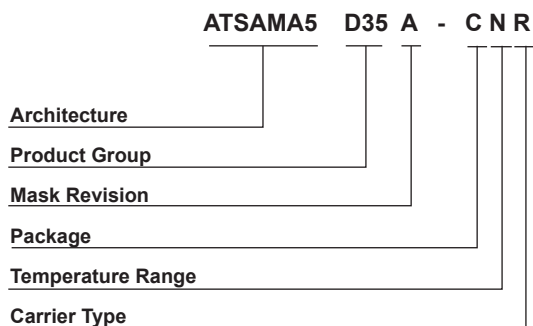 ATSAMA5 D35 A - C N R
Architecture
Product Group
Mask Revision
Package
Temperature Range
Carrier Type